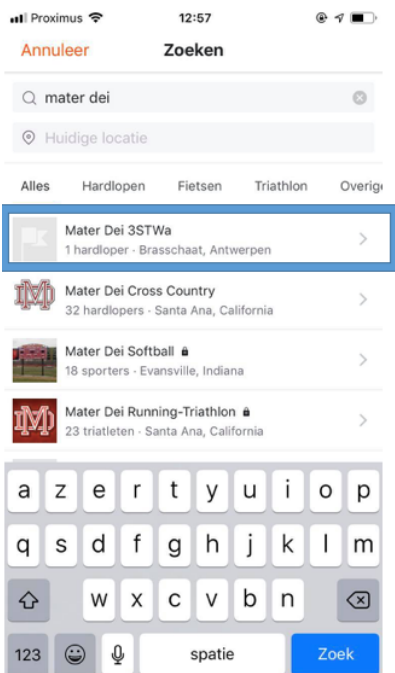 Proximus 12:57
Annuleer Zoeken
mater dei
Huidige locatie
Alles Hardlopen Fietsen Triathlon Overige
Mater Dei 3STWa
1 hardloper · Brasschaat, Antwerpen
Mater Dei Cross Country
32 hardlopers · Santa Ana, California
Mater Dei Softball
18 sporters · Evansville, Indiana
Mater Dei Running-Triathlon
23 triatleten · Santa Ana, California
a z e r t y u i o p
q s d f g h j k l m
w x c v b n
123 spatie Zoek